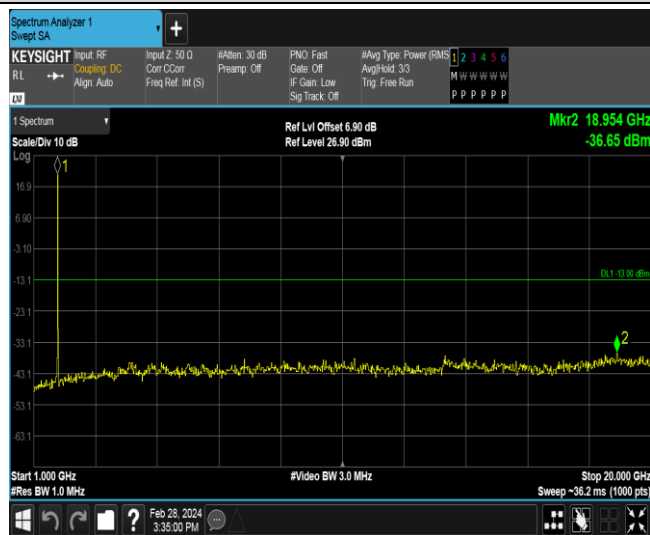 Spectrum Analyzer 1
Swept SA
+
KEYSIGHT Input: RF Input Z: 50 Ω #Atten: 30 dB PNO: Fast #Avg Type: Power (RMS 1 2 3 4 5 6
RL Coupling: DC Corr CCorr Preamp: Off Gate: Off Avg|Hold: 3/3 M W W W W W
Align: Auto Freq Ref: Int (S) IF Gain: Low Trig: Free Run
LXI Sig Track: Off P P P P P P
1 Spectrum Ref Lvl Offset 6.90 dB Mkr2 18.954 GHz
Scale/Div 10 dB Ref Level 26.90 dBm -36.65 dBm
Log
1
16.9
6.90
-3.10
-13.1 DL1 -13.00 dBm
-23.1
-33.1 2
-43.1
-53.1
-63.1
Start 1.000 GHz #Video BW 3.0 MHz Stop 20.000 GHz
#Res BW 1.0 MHz Sweep ~36.2 ms (1000 pts)
? Feb 28, 2024
3:35:00 PM